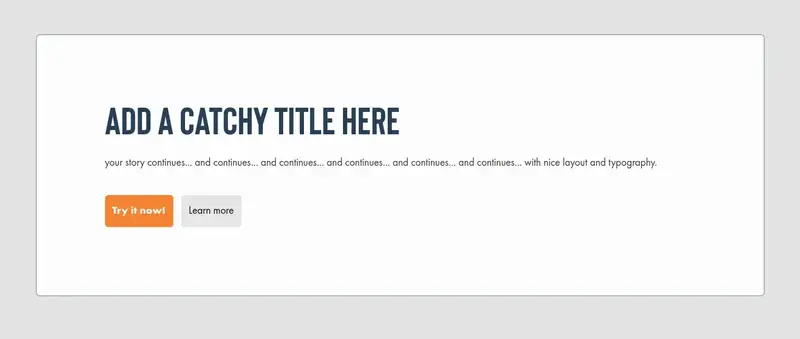 ADD A CATCHY TITLE HERE
your story continues... and continues... and continues... and continues... and continues... and continues... with nice layout and typography.
Try it now!
Learn more